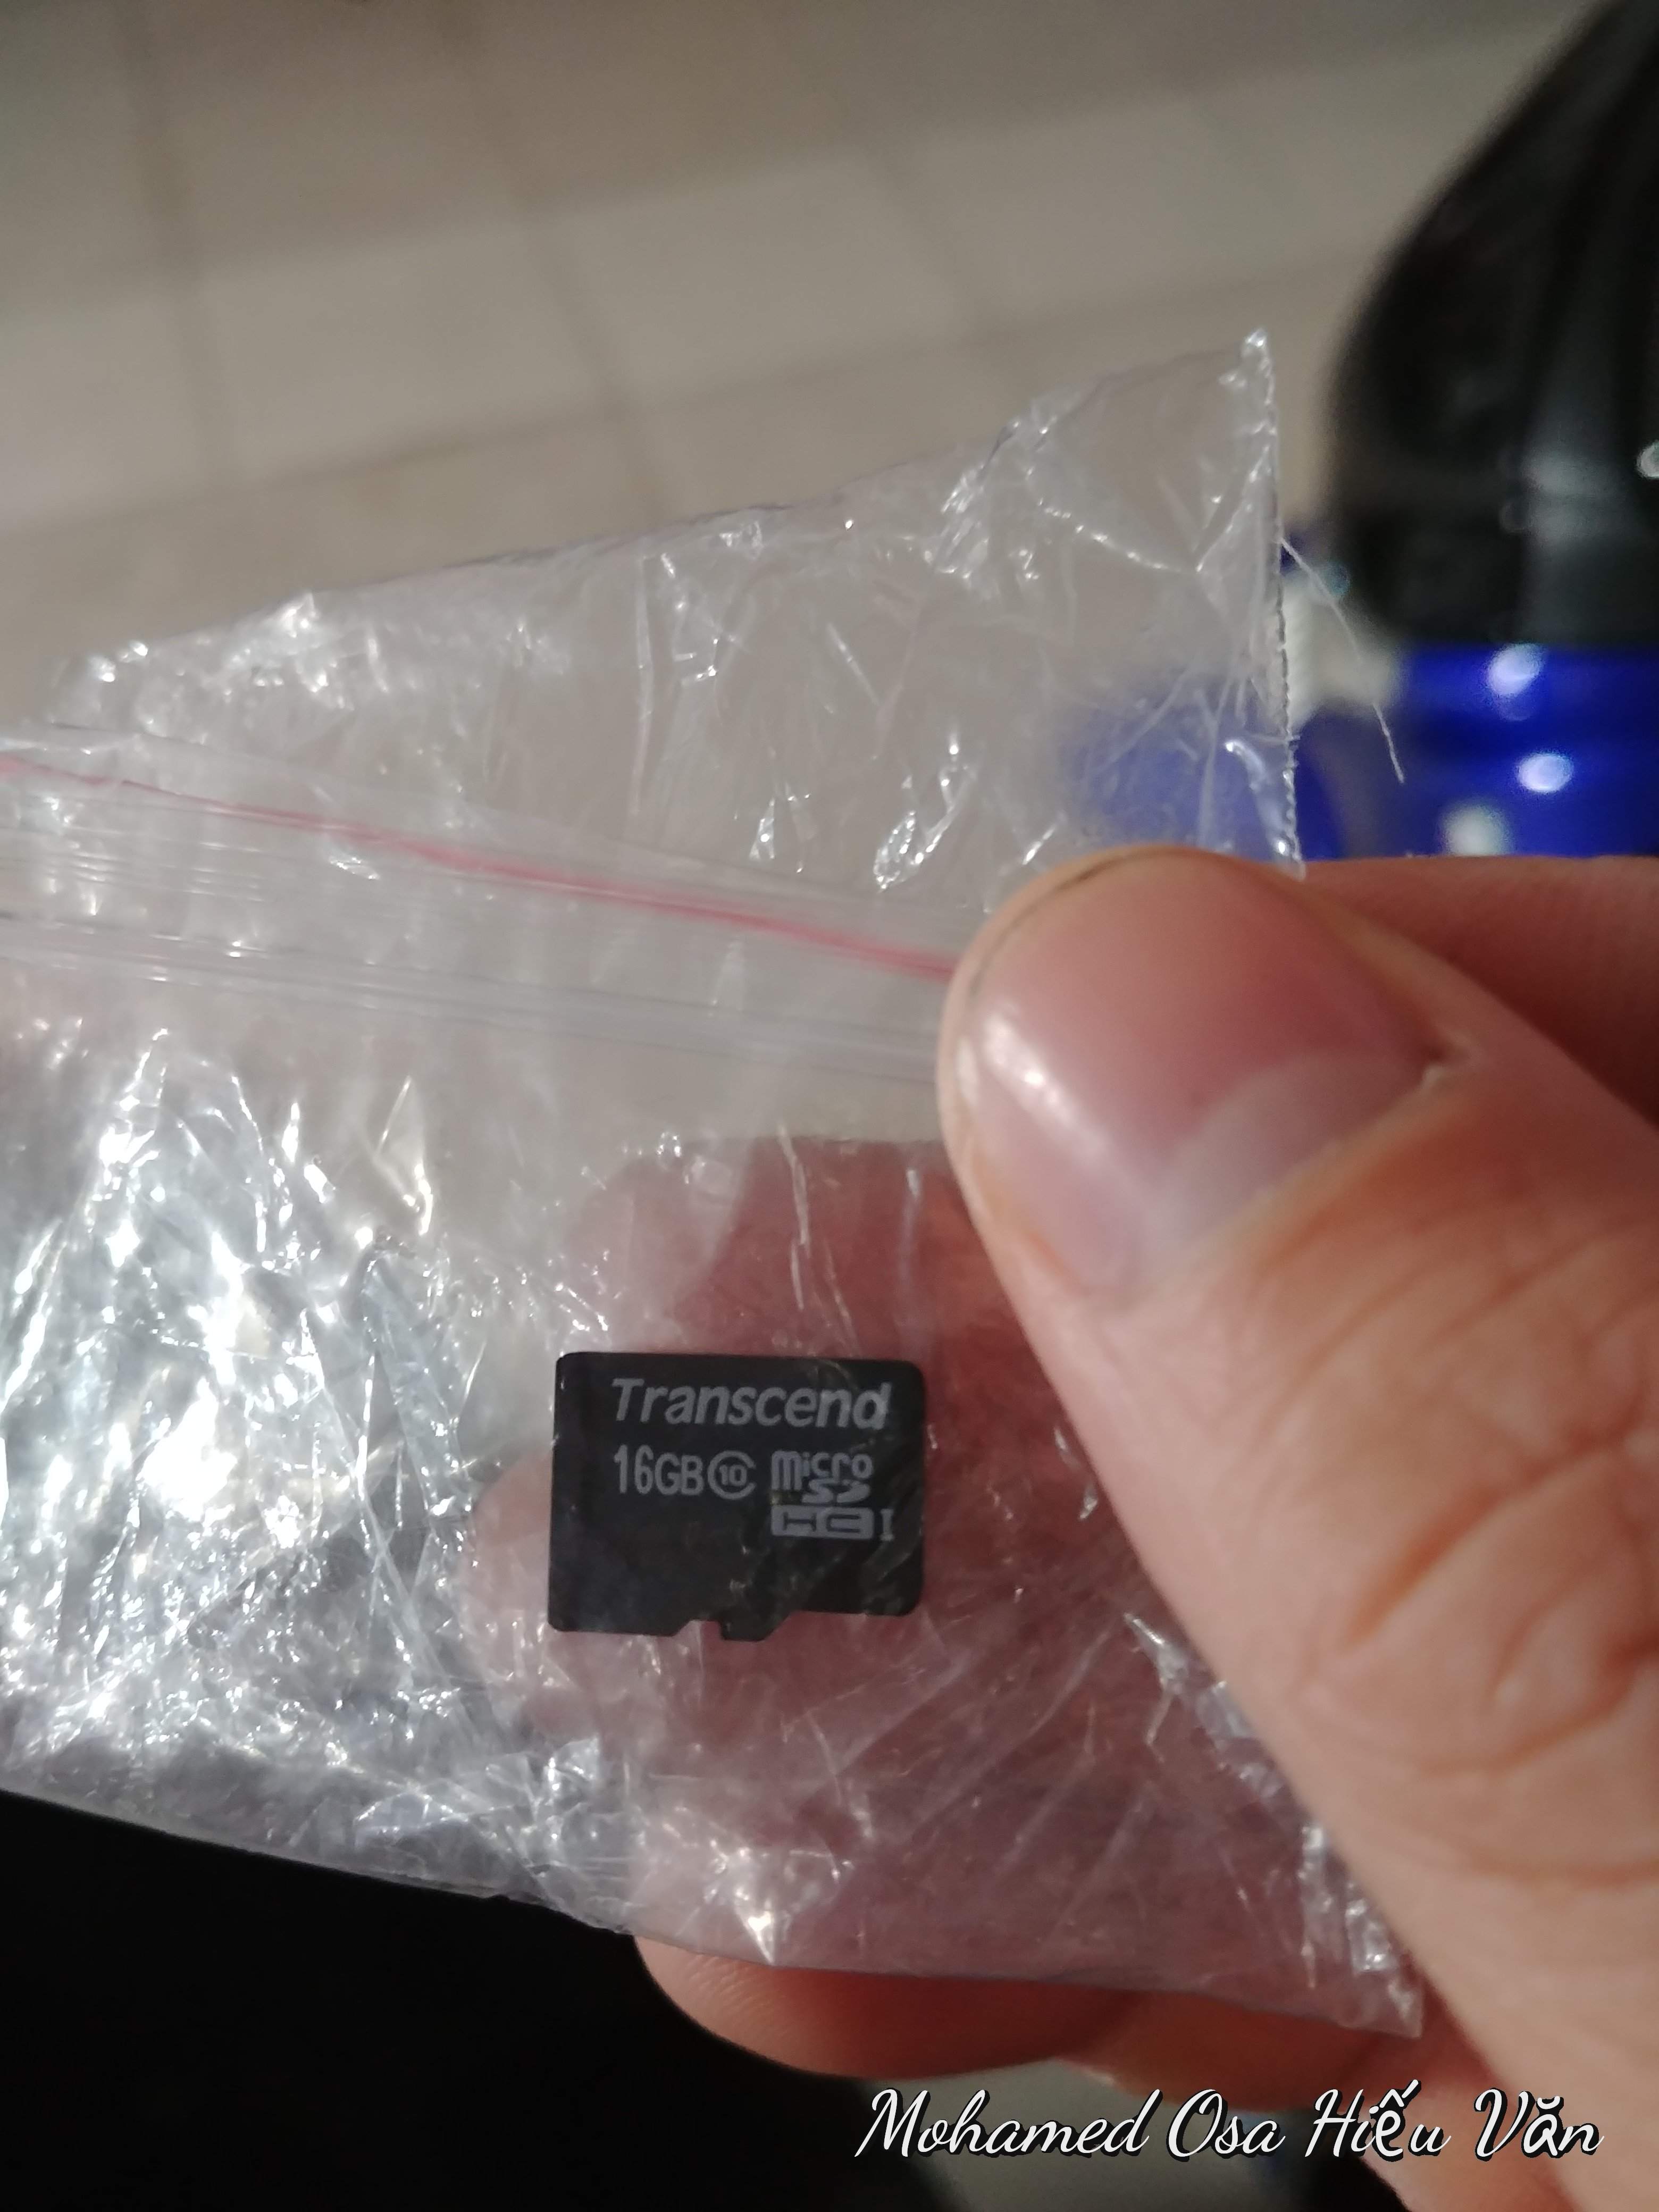 Transcend
16GB 10 micro
SD
HC I
Mohamed Osa Hiếu Văn